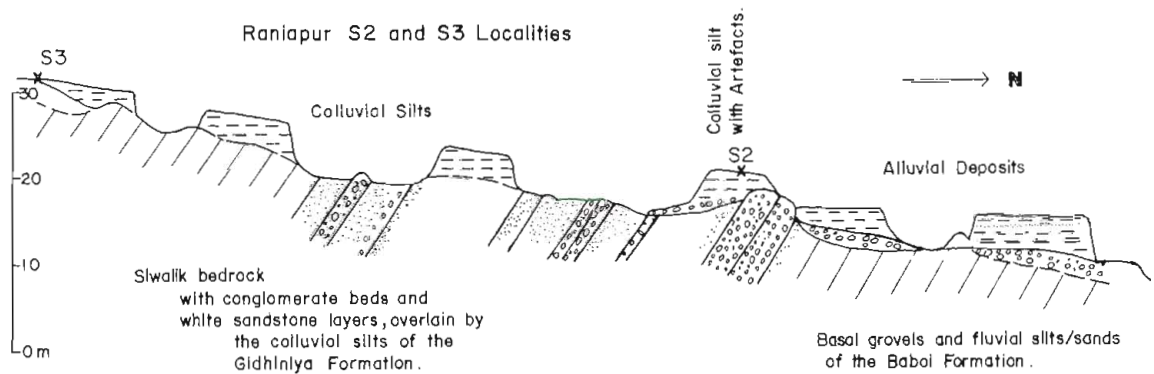 Raniapur S2 and S3 Localities
S3
30
Colluvial Silts
Colluvial silt
with Artefacts.
S2
N
Alluvial Deposits
20
10
0 m
Siwalik bedrock
with conglomerate beds and
white sandstone layers, overlain by
the colluvial silts of the
Gidhiniya Formation.
Basal gravels and fluvial silts/sands
of the Babai Formation.